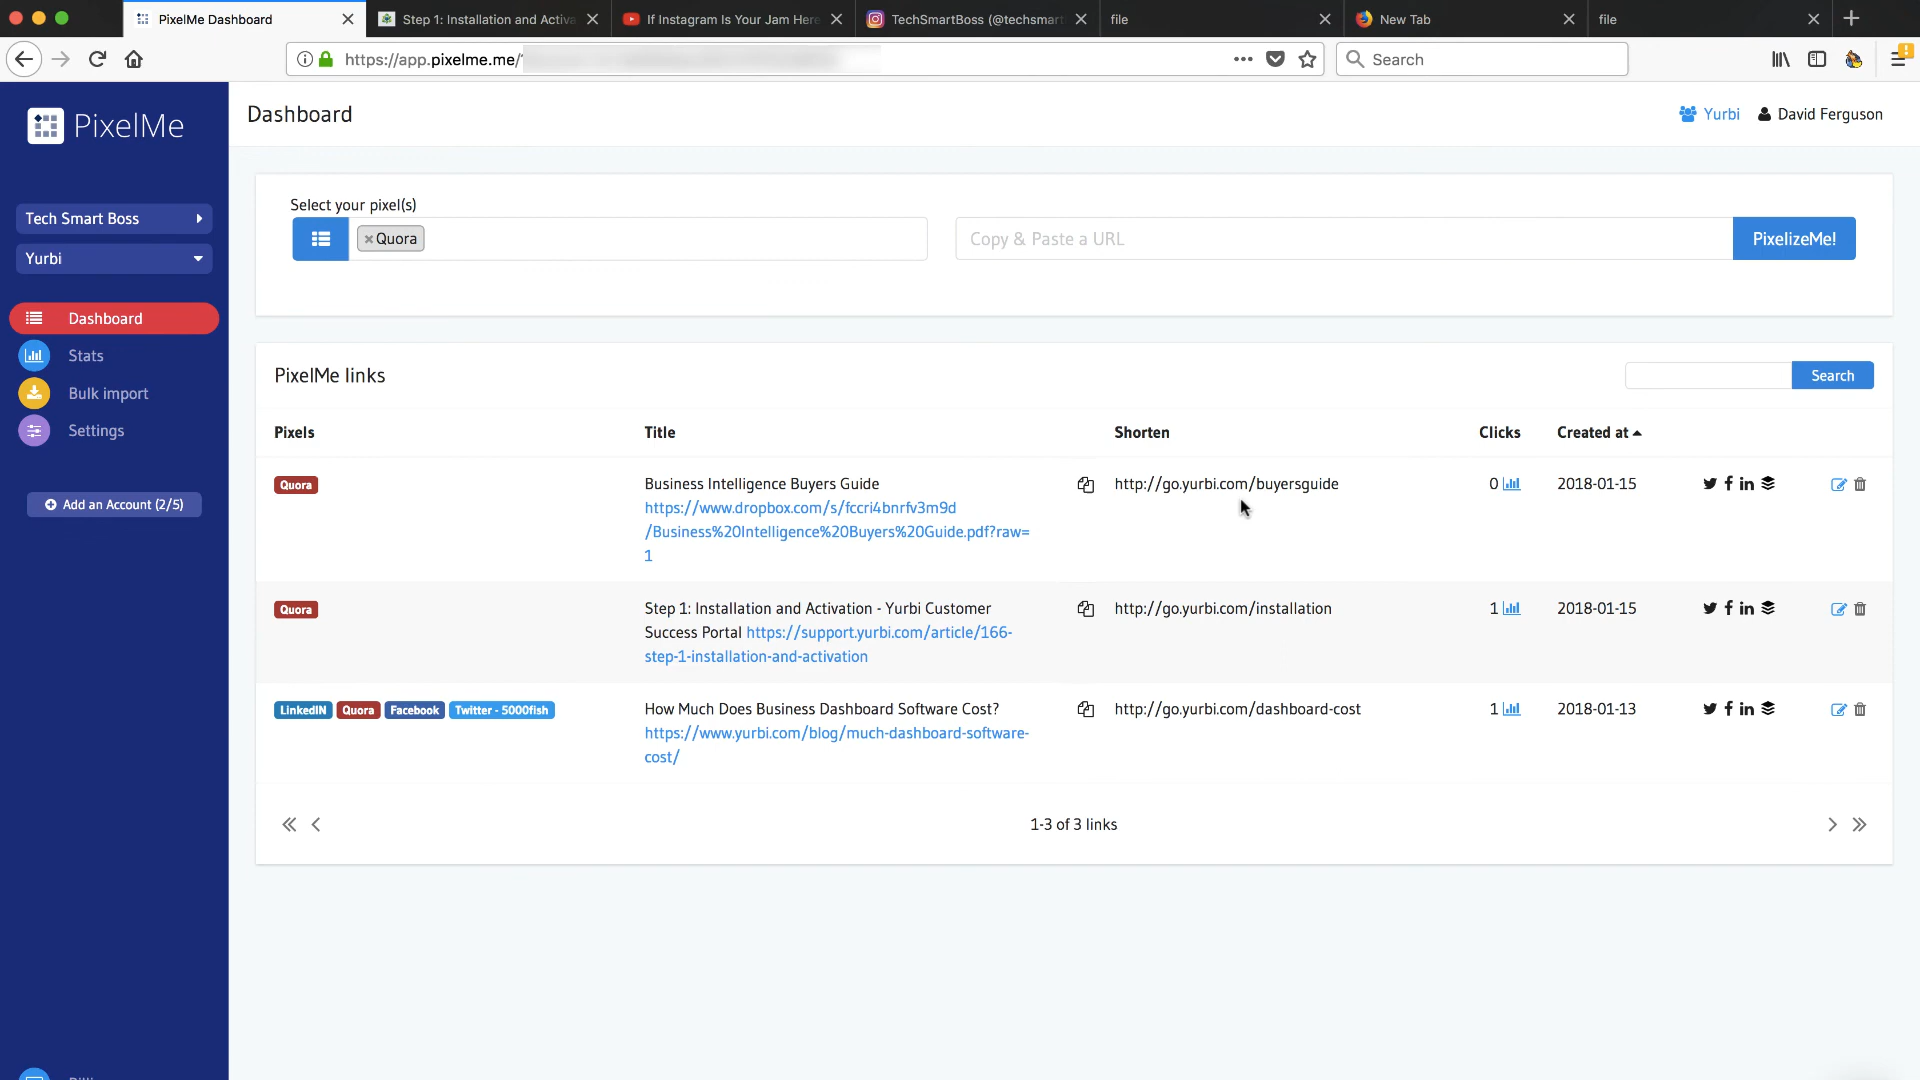 PixelMe Dashboard
Step 1: Installation and Activa
If Instagram Is Your Jam Here
TechSmartBoss (@techsmart
file
New Tab
file
https://app.pixelme.me/
Search
PixelMe
Dashboard
Yurbi
David Ferguson
Tech Smart Boss
Yurbi
Dashboard
Stats
Bulk import
Settings
Add an Account (2/5)
Select your pixel(s)
×Quora
Copy & Paste a URL
PixelizeMe!
PixelMe links
Search
Pixels Title Shorten Clicks Created at
Quora
Business Intelligence Buyers Guide
https://www.dropbox.com/s/fccri4bnrfv3m9d
/Business%20Intelligence%20Buyers%20Guide.pdf?raw=
1
http://go.yurbi.com/buyersguide
0
2018-01-15
Quora
Step 1: Installation and Activation - Yurbi Customer
Success Portal https://support.yurbi.com/article/166-
step-1-installation-and-activation
http://go.yurbi.com/installation
1
2018-01-15
LinkedIN Quora Facebook Twitter - 5000fish
How Much Does Business Dashboard Software Cost?
https://www.yurbi.com/blog/much-dashboard-software-
cost/
http://go.yurbi.com/dashboard-cost
1
2018-01-13
1-3 of 3 links